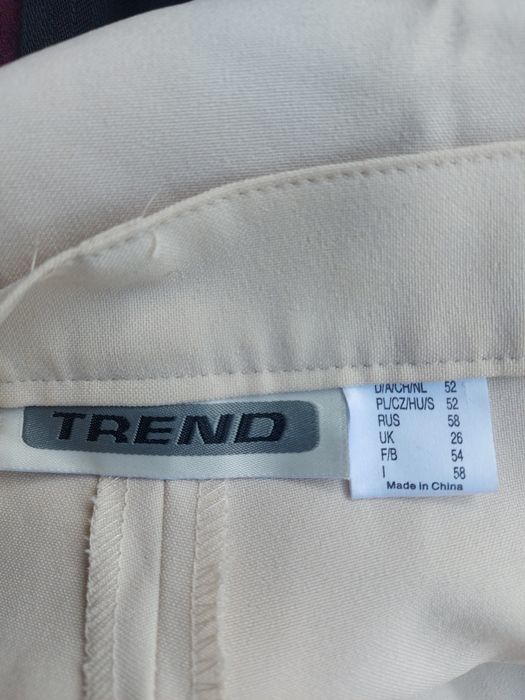 TREND
D/A/CH/NL 52
PL/CZ/HU/S 52
RUS 58
UK 26
F/B 54
I 58
Made in China